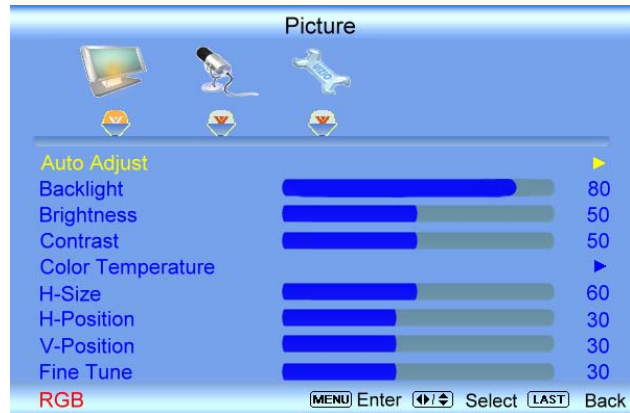 Picture
VIZIO
Auto Adjust
Backlight 80
Brightness 50
Contrast 50
Color Temperature
H-Size 60
H-Position 30
V-Position 30
Fine Tune 30
RGB MENU Enter Select LAST Back